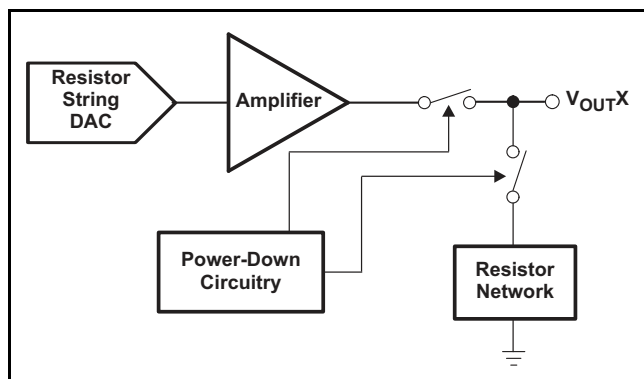 Resistor
String
DAC
Amplifier
VOUTX
Power-Down
Circuitry
Resistor
Network